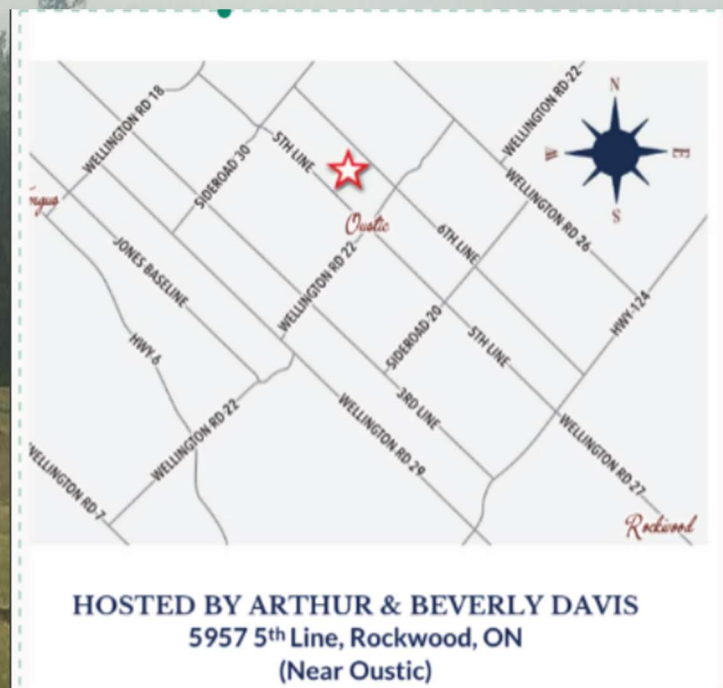 WELLINGTON RD 18
SIDEROAD 30
5TH LINE
WELLINGTON RD 22
N
W
E
S
WELLINGTON RD 26
Oustic
6TH LINE
JONES BASELINE
WELLINGTON RD 22
HWY-124
HWY 6
SIDEROAD 20
5TH LINE
3RD LINE
WELLINGTON RD 22
WELLINGTON RD 29
WELLINGTON RD 27
WELLINGTON RD 7
Rockwood
HOSTED BY ARTHUR & BEVERLY DAVIS
5957 5th Line, Rockwood, ON
(Near Oustic)